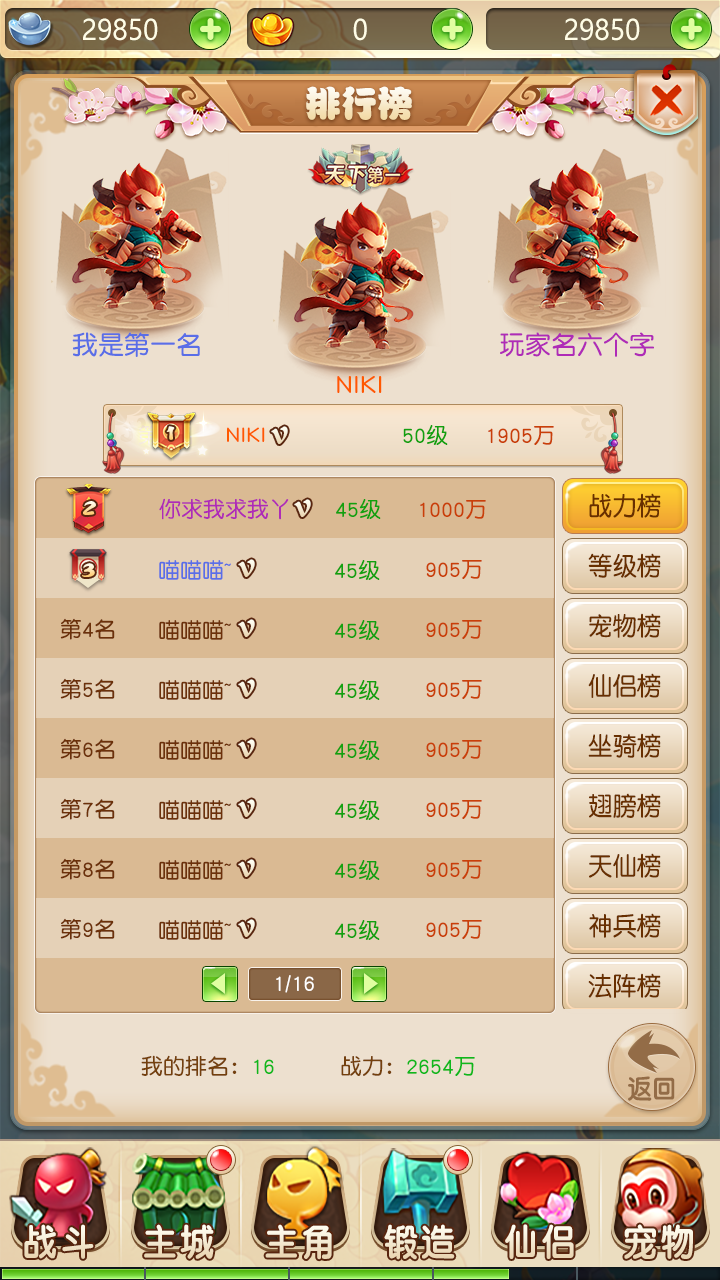 29850 0 29850
排行榜
天下第一
我是第一名
玩家名六个字
NIKI
1 NIKI V 50级 1905万
2 你求我求我丫 V 45级 1000万
3 喵喵喵~ V 45级 905万
第4名 喵喵喵~ V 45级 905万
第5名 喵喵喵~ V 45级 905万
第6名 喵喵喵~ V 45级 905万
第7名 喵喵喵~ V 45级 905万
第8名 喵喵喵~ V 45级 905万
第9名 喵喵喵~ V 45级 905万
1/16
战力榜
等级榜
宠物榜
仙侣榜
坐骑榜
翅膀榜
天仙榜
神兵榜
法阵榜
我的排名：16 战力：2654万
返回
战斗 主城 主角 锻造 仙侣 宠物